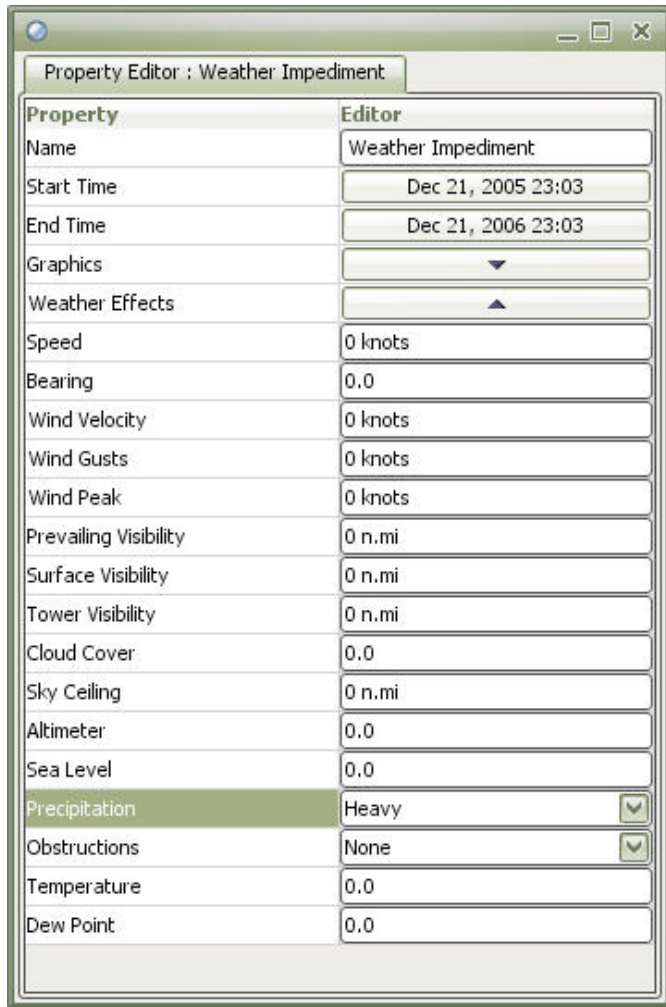 Property Editor : Weather Impediment
Property Editor
Name Weather Impediment
Start Time Dec 21, 2005 23:03
End Time Dec 21, 2006 23:03
Graphics
Weather Effects
Speed 0 knots
Bearing 0.0
Wind Velocity 0 knots
Wind Gusts 0 knots
Wind Peak 0 knots
Prevailing Visibility 0 n.mi
Surface Visibility 0 n.mi
Tower Visibility 0 n.mi
Cloud Cover 0.0
Sky Ceiling 0 n.mi
Altimeter 0.0
Sea Level 0.0
Precipitation Heavy
Obstructions None
Temperature 0.0
Dew Point 0.0